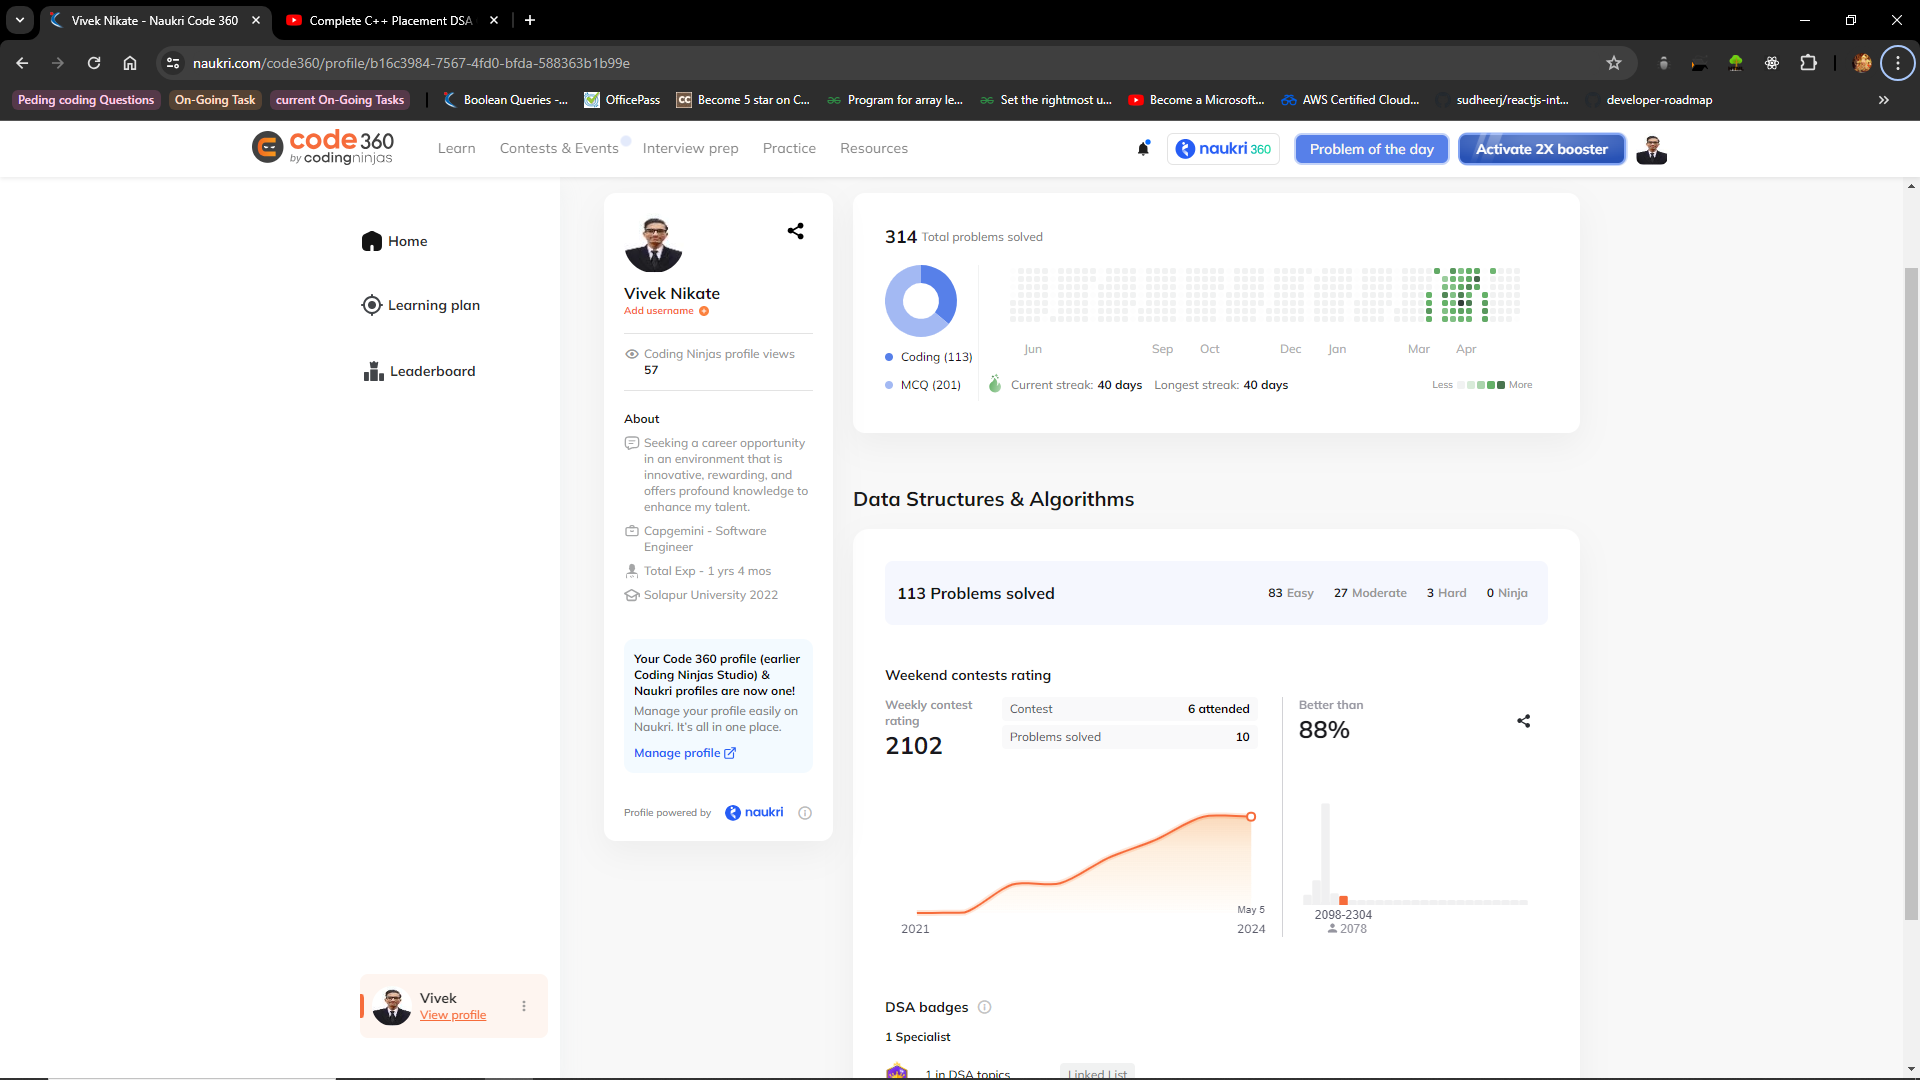 Vivek Nikate - Naukri Code 360
Complete C++ Placement DSA
naukri.com/code360/profile/b16c3984-7567-4fd0-bfda-588363b1b99e
Peding coding Questions
On-Going Task
current On-Going Tasks
Boolean Queries -...
OfficePass
CC
Become 5 star on C...
Program for array le...
Set the rightmost u...
Become a Microsoft...
AWS Certified Cloud...
sudheerj/reactjs-int...
developer-roadmap
code 360
by codingninjas
Learn
Contests & Events
Interview prep
Practice
Resources
naukri 360
Problem of the day
Activate 2X booster
Home
Learning plan
Leaderboard
Vivek
View profile
Vivek Nikate
Add username
Coding Ninjas profile views
57
About
Seeking a career opportunity
in an environment that is
innovative, rewarding, and
offers profound knowledge to
enhance my talent.
Capgemini - Software
Engineer
Total Exp - 1 yrs 4 mos
Solapur University 2022
Your Code 360 profile (earlier
Coding Ninjas Studio) &
Naukri profiles are now one!
Manage your profile easily on
Naukri. It's all in one place.
Manage profile
Profile powered by naukri
314 Total problems solved
Coding (113)
MCQ (201)
Jun Sep Oct Dec Jan Mar Apr
Current streak: 40 days Longest streak: 40 days
Less More
Data Structures & Algorithms
113 Problems solved
83 Easy 27 Moderate 3 Hard 0 Ninja
Weekend contests rating
Weekly contest
rating
2102
Contest 6 attended
Problems solved 10
Better than
88%
May 5
2021 2024
2098-2304
2078
DSA badges
1 Specialist
1 in DSA topics
Linked List